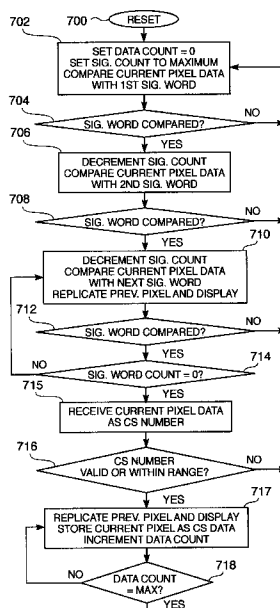 700
RESET
702
SET DATA COUNT = 0
SET SIG. COUNT TO MAXIMUM
COMPARE CURRENT PIXEL DATA
WITH 1ST SIG. WORD
704
SIG. WORD COMPARED?
NO
YES
706
DECREMENT SIG. COUNT
COMPARE CURRENT PIXEL DATA
WITH 2ND SIG. WORD
708
SIG. WORD COMPARED?
NO
YES
710
DECREMENT SIG. COUNT
COMPARE CURRENT PIXEL DATA
WITH NEXT SIG. WORD
REPLICATE PREV. PIXEL AND DISPLAY
712
SIG. WORD COMPARED?
NO
YES
714
NO
SIG. WORD COUNT = 0?
715
YES
RECEIVE CURRENT PIXEL DATA
AS CS NUMBER
716
CS NUMBER
VALID OR WITHIN RANGE?
NO
YES
717
REPLICATE PREV. PIXEL AND DISPLAY
STORE CURRENT PIXEL AS CS DATA
INCREMENT DATA COUNT
718
NO
DATA COUNT
= MAX?
YES